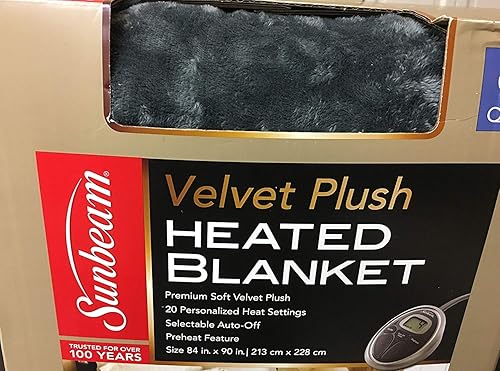 Sunbeam®
TRUSTED FOR OVER
100 YEARS
Velvet Plush
HEATED
BLANKET
Premium Soft Velvet Plush
20 Personalized Heat Settings
Selectable Auto-Off
Preheat Feature
Size 84 in. x 90 in. | 213 cm x 228 cm